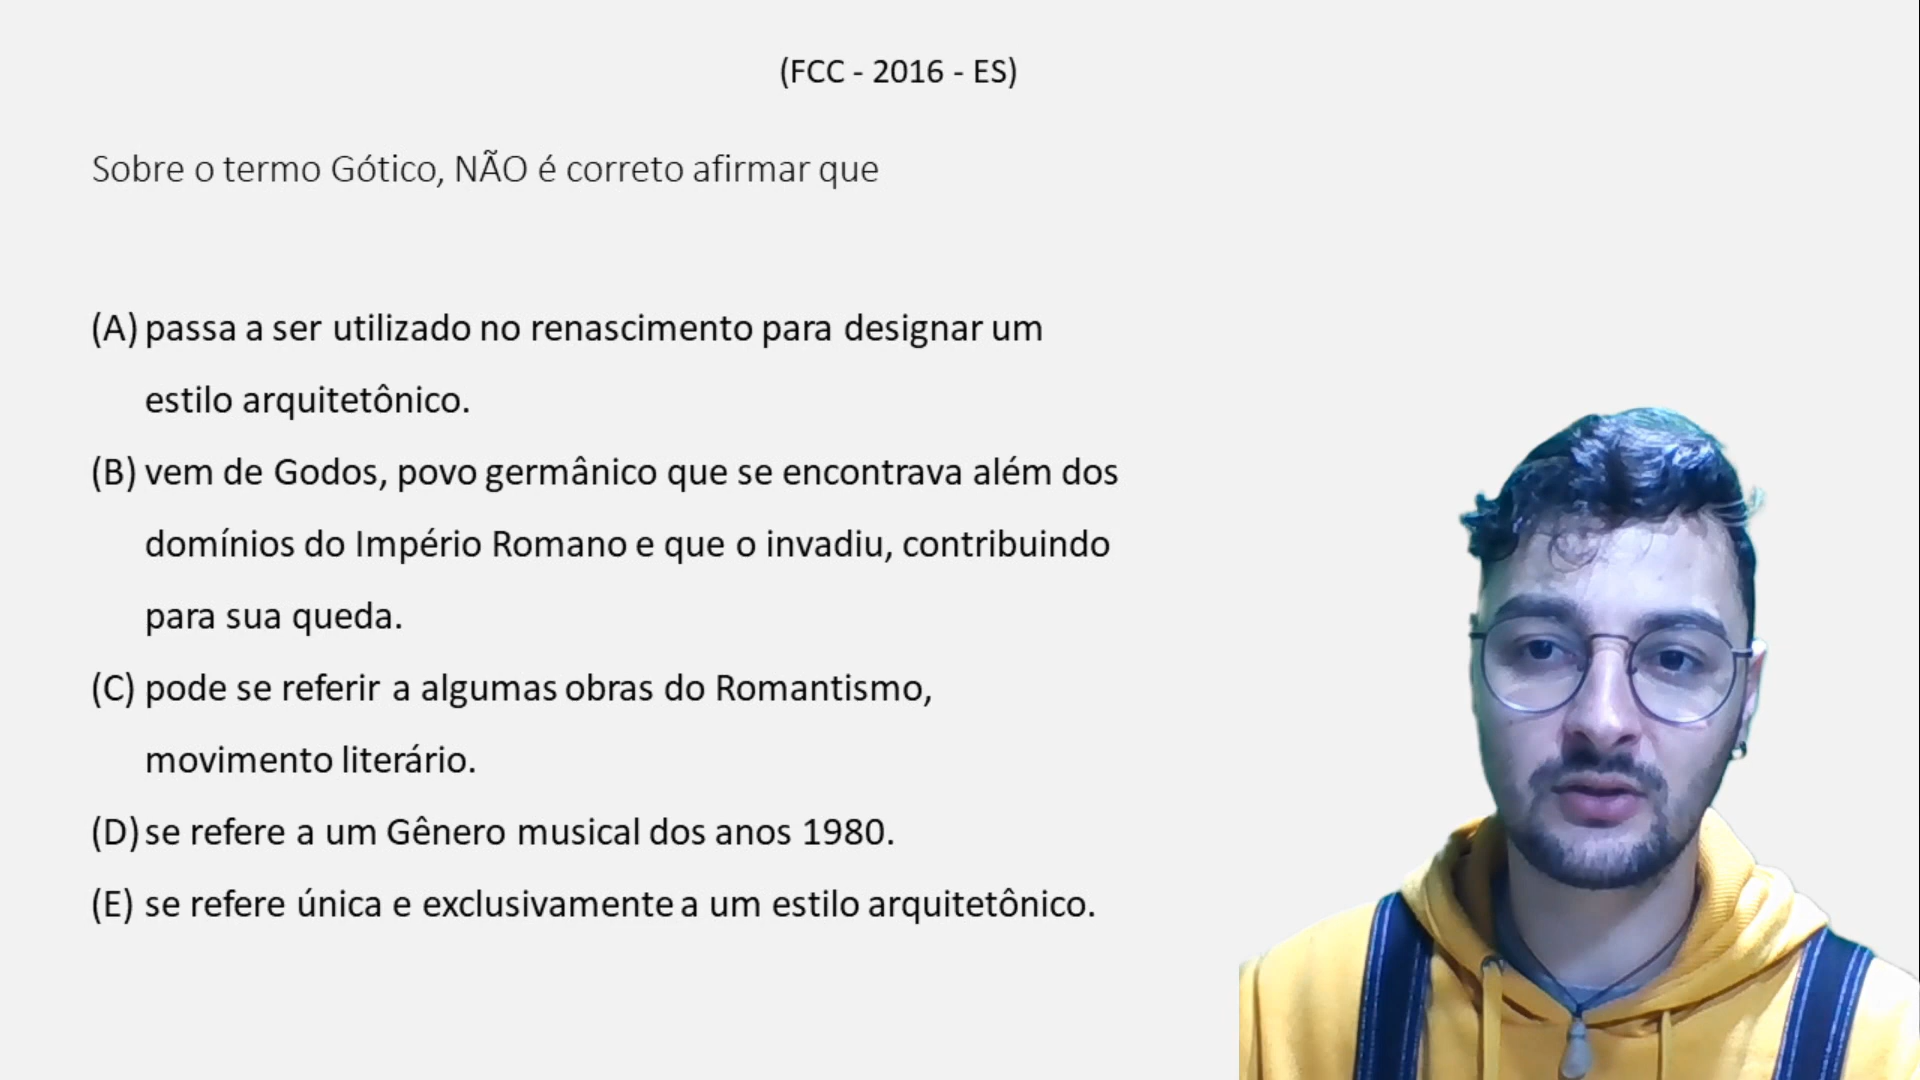 (FCC - 2016 - ES)
Sobre o termo Gótico, NÃO é correto afirmar que
(A) passa a ser utilizado no renascimento para designar um
estilo arquitetônico.
(B) vem de Godos, povo germânico que se encontrava além dos
domínios do Império Romano e que o invadiu, contribuindo
para sua queda.
(C) pode se referir a algumas obras do Romantismo,
movimento literário.
(D) se refere a um Gênero musical dos anos 1980.
(E) se refere única e exclusivamente a um estilo arquitetônico.